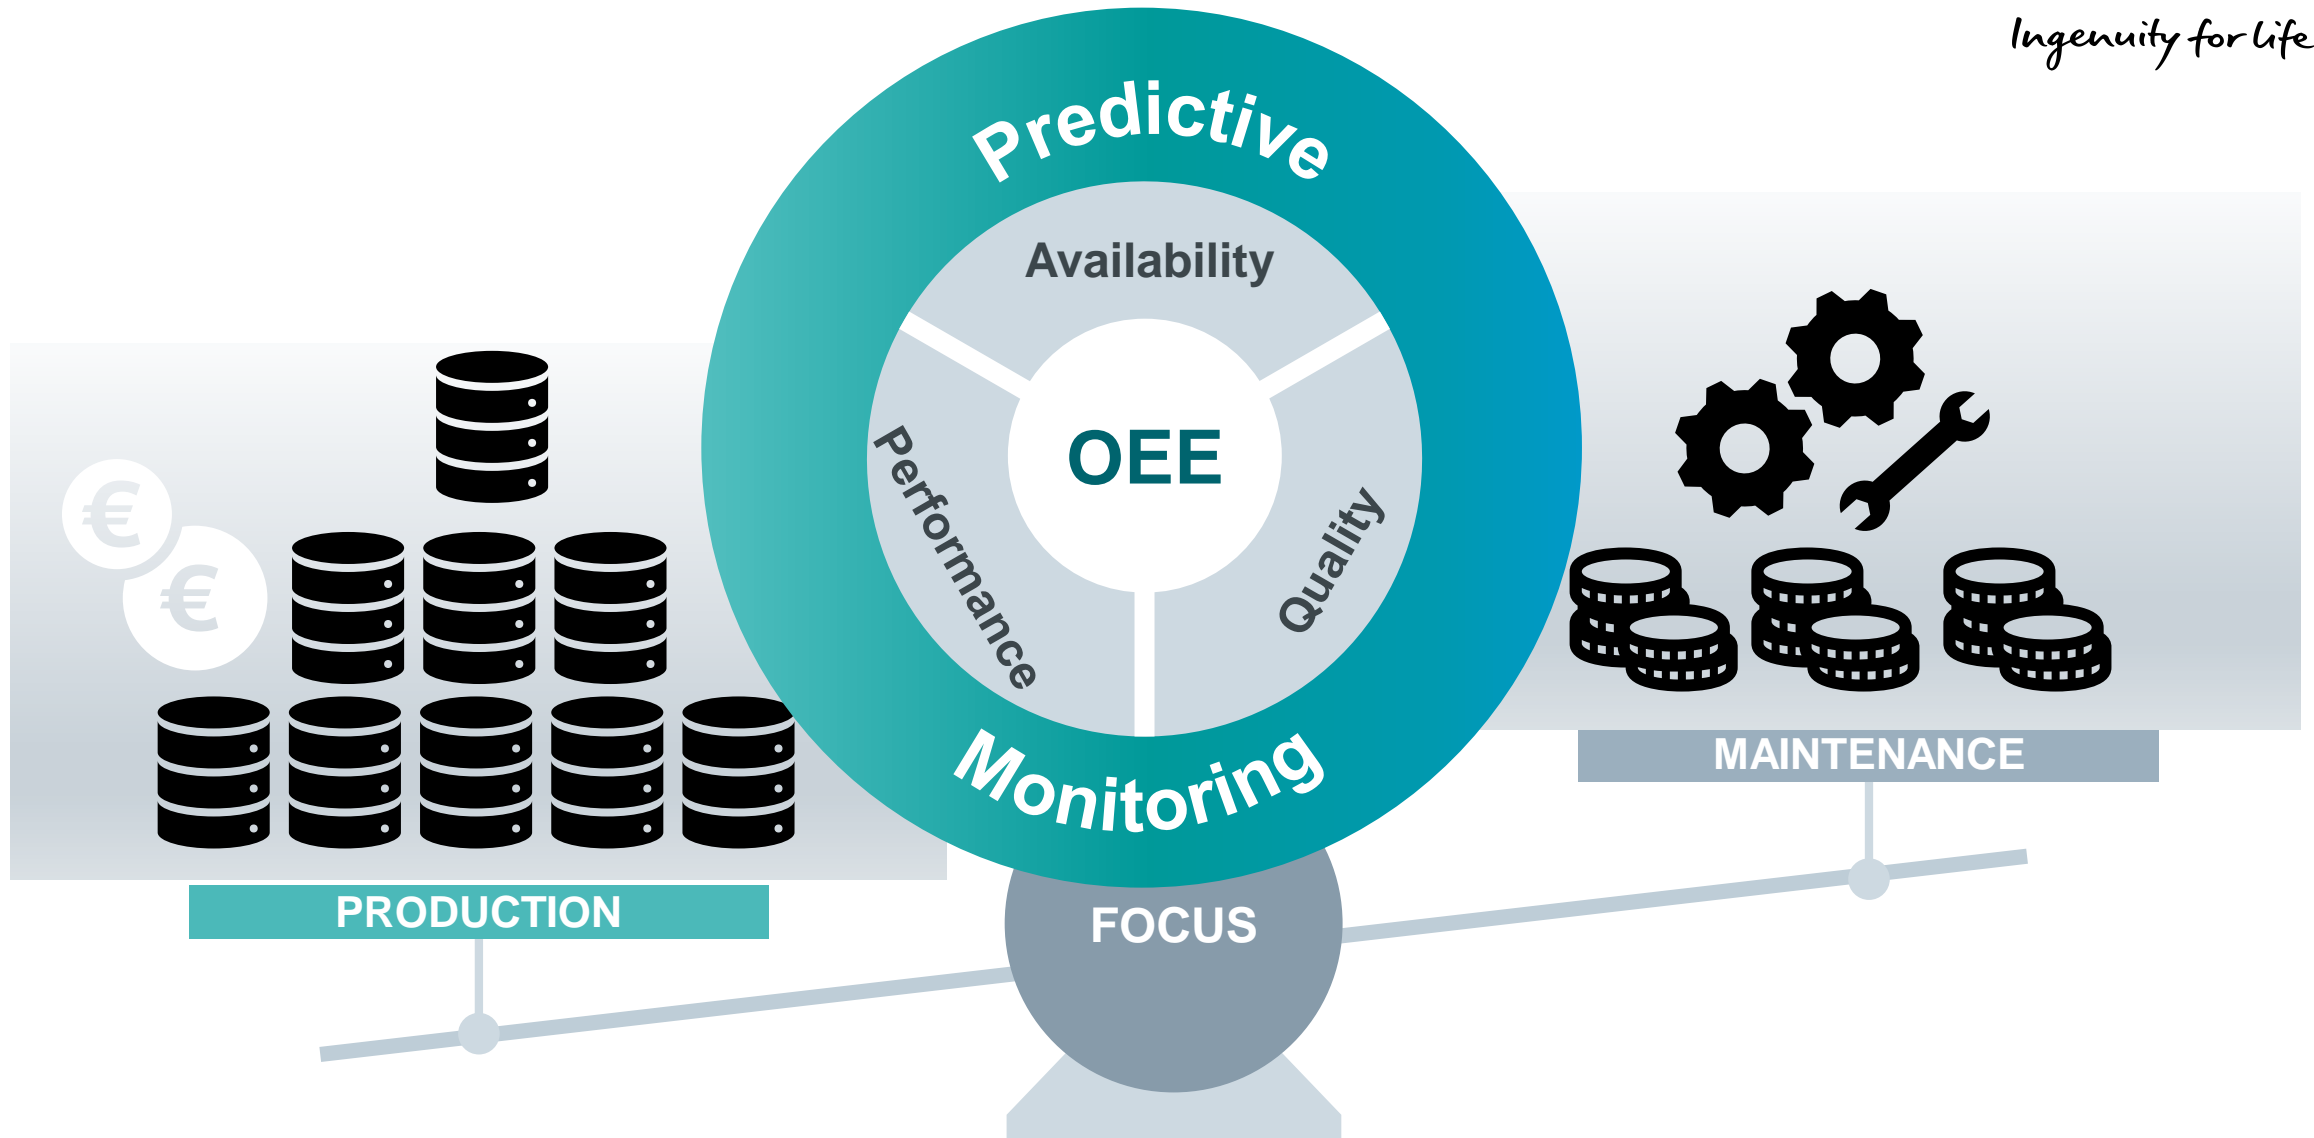 Ingenuity for life
Predictive
Availability
Performance
OEE
Quality
Monitoring
€
€
MAINTENANCE
PRODUCTION
FOCUS